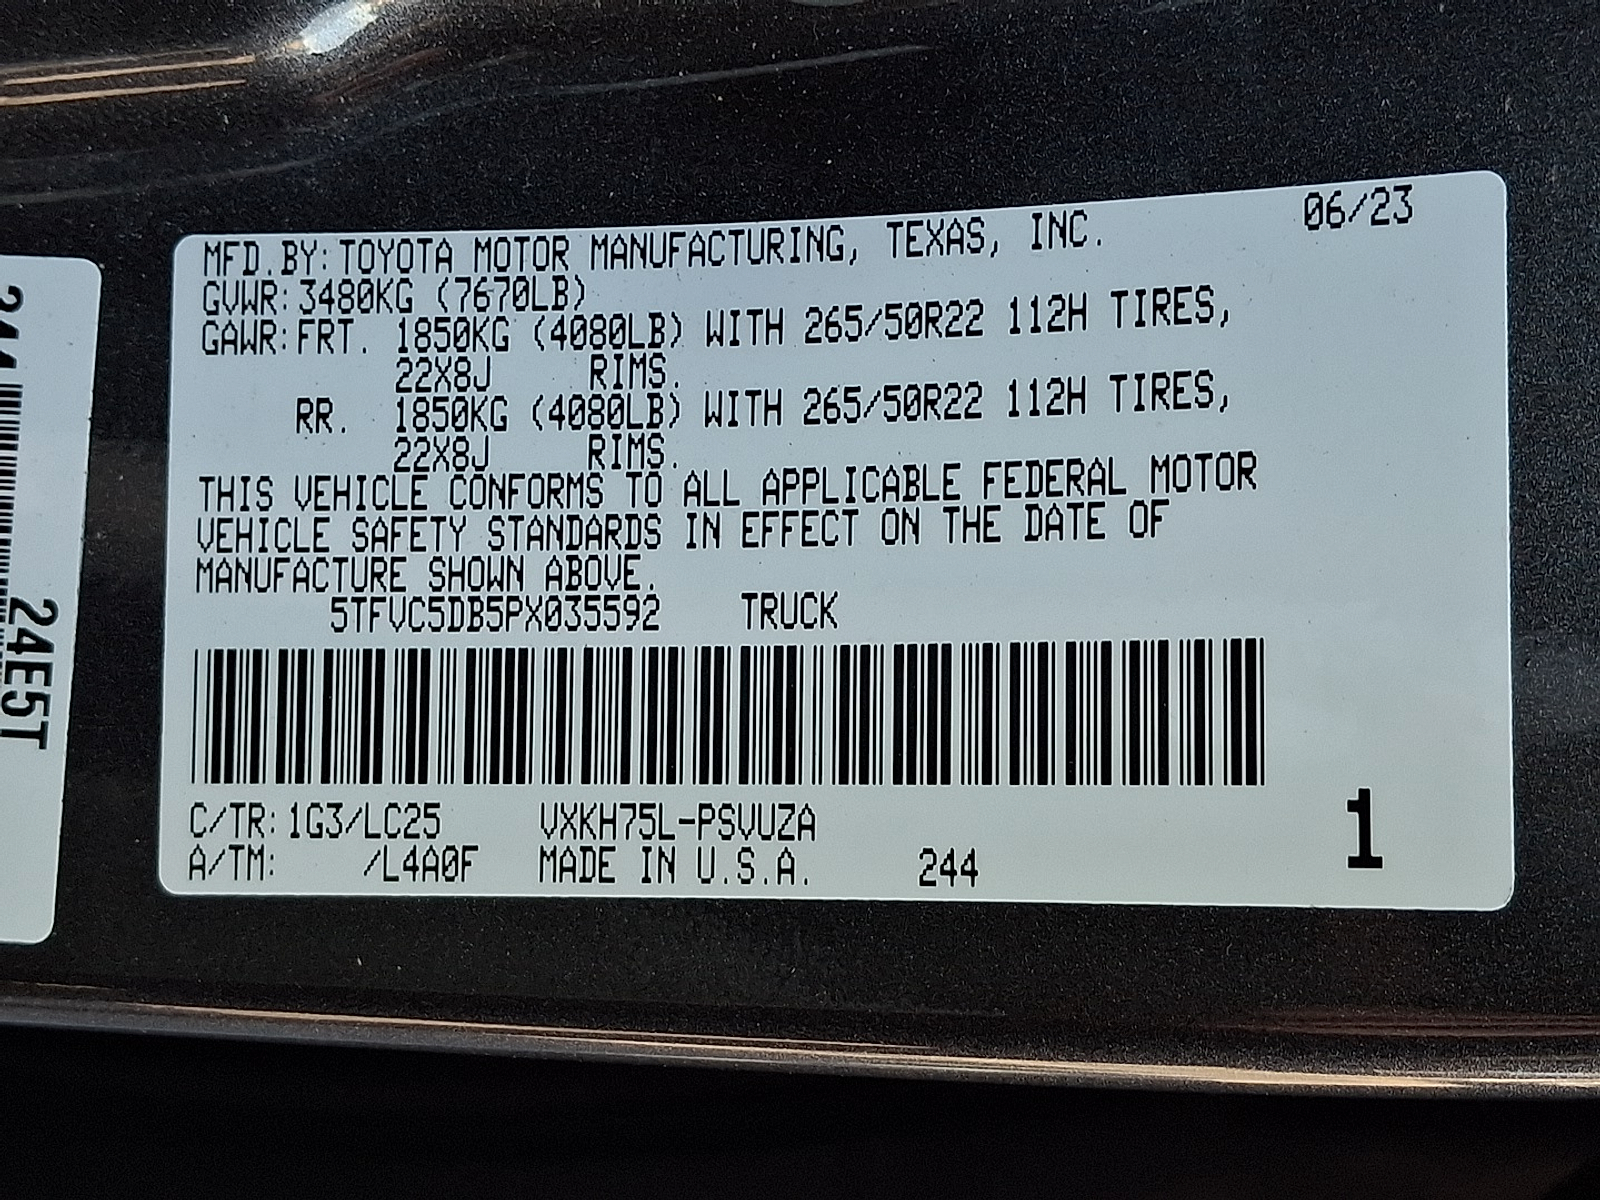 MFD.BY:TOYOTA MOTOR MANUFACTURING, TEXAS, INC. 06/23
GVWR:3480KG (7670LB)
GAWR:FRT. 1850KG (4080LB) WITH 265/50R22 112H TIRES,
22X8J RIMS.
RR. 1850KG (4080LB) WITH 265/50R22 112H TIRES,
22X8J RIMS.
THIS VEHICLE CONFORMS TO ALL APPLICABLE FEDERAL MOTOR
VEHICLE SAFETY STANDARDS IN EFFECT ON THE DATE OF
MANUFACTURE SHOWN ABOVE.
5TFVC5DB5PX035592 TRUCK
C/TR:1G3/LC25 VXKH75L-PSVUZA
A/TM: /L4A0F MADE IN U.S.A. 244 1
24E5T